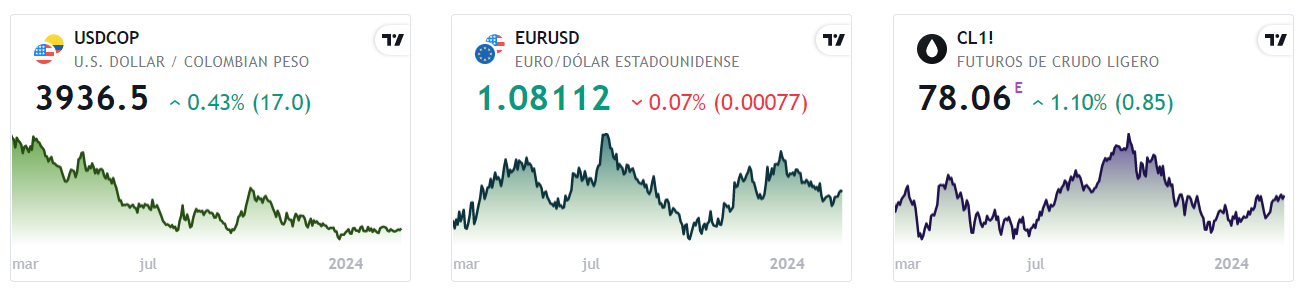 USDCOP
U.S. DOLLAR / COLOMBIAN PESO
3936.5 0.43% (17.0)
mar jul 2024
EURUSD
EURO/DÓLAR ESTADOUNIDENSE
1.08112 0.07% (0.00077)
mar jul 2024
CL1!
FUTUROS DE CRUDO LIGERO
78.06 E 1.10% (0.85)
mar jul 2024